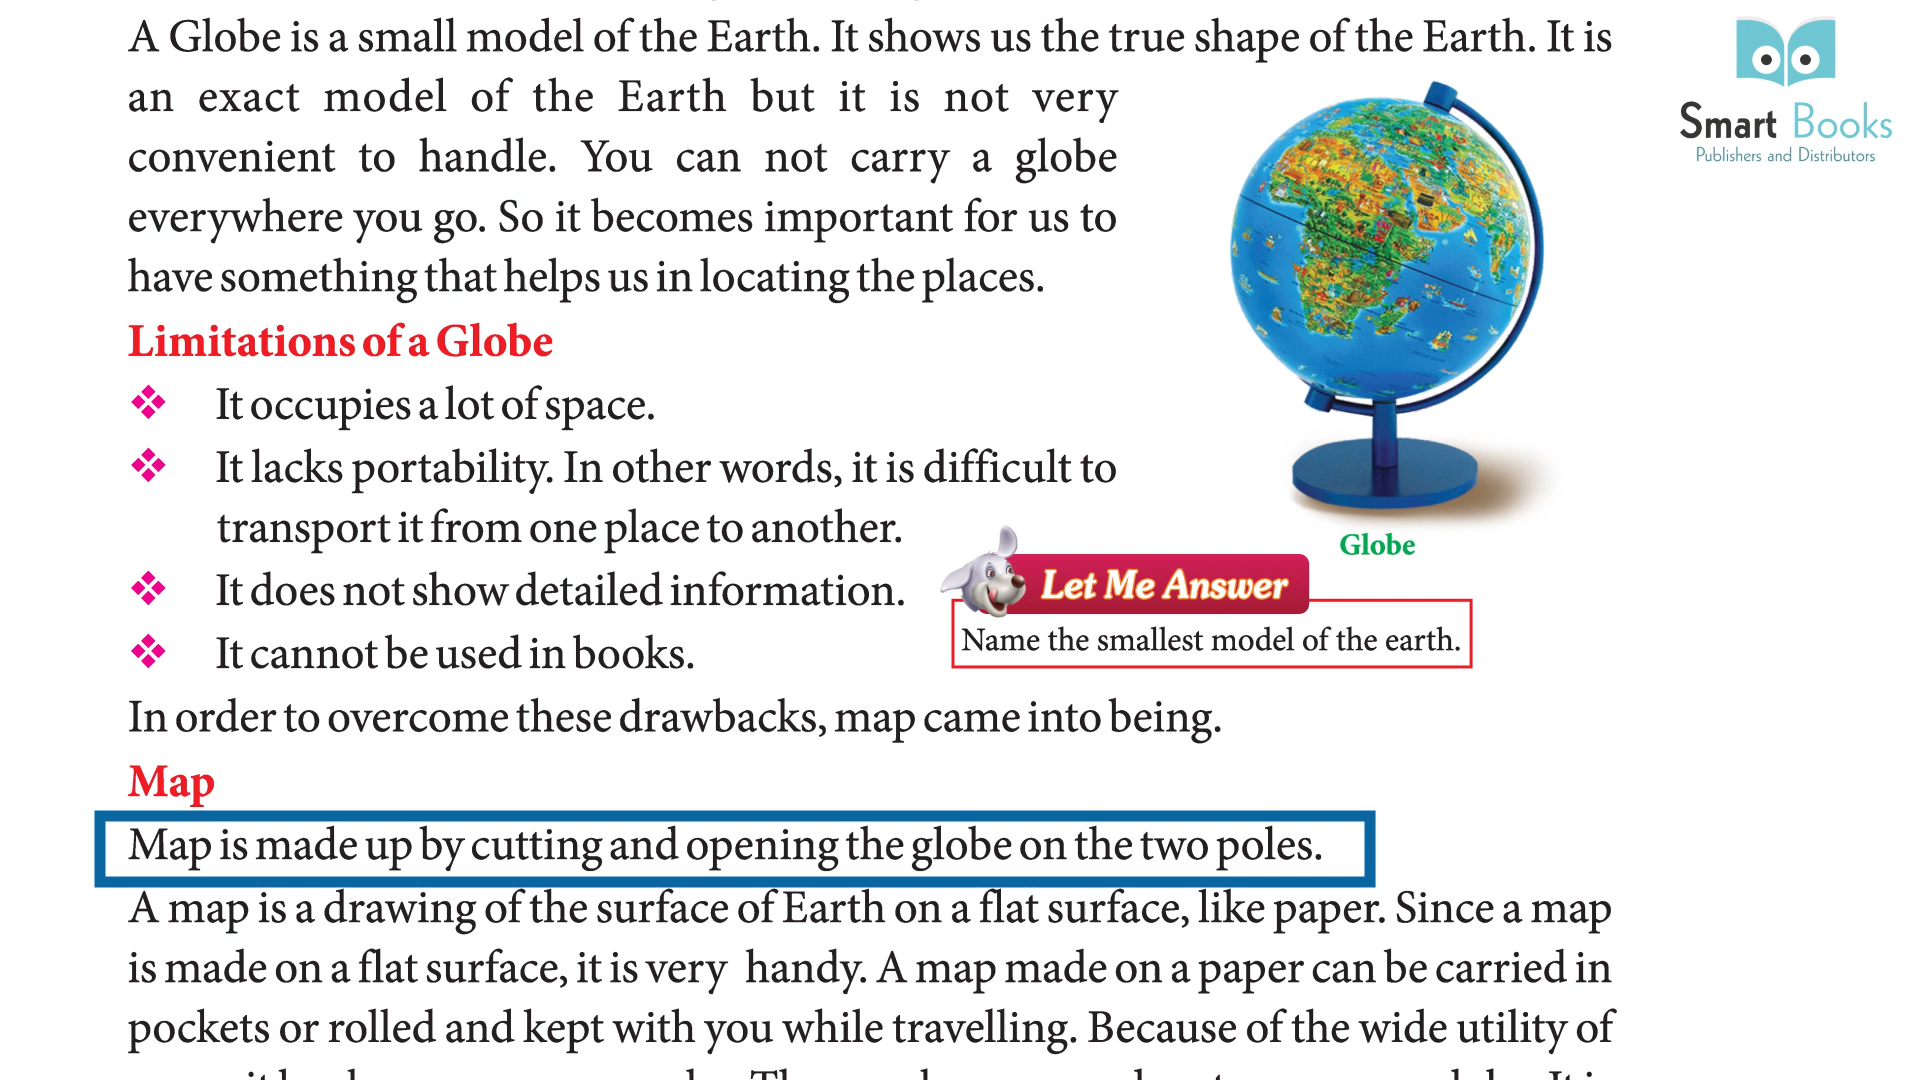 A Globe is a small model of the Earth. It shows us the true shape of the Earth. It is
an exact model of the Earth but it is not very
convenient to handle. You can not carry a globe
everywhere you go. So it becomes important for us to
have something that helps us in locating the places.
Limitations of a Globe
It occupies a lot of space.
It lacks portability. In other words, it is difficult to
transport it from one place to another.
It does not show detailed information.
It cannot be used in books.
Globe
Let Me Answer
Name the smallest model of the earth.
In order to overcome these drawbacks, map came into being.
Map
Map is made up by cutting and opening the globe on the two poles.
A map is a drawing of the surface of Earth on a flat surface, like paper. Since a map
is made on a flat surface, it is very handy. A map made on a paper can be carried in
pockets or rolled and kept with you while travelling. Because of the wide utility of
Smart Books
Publishers and Distributors